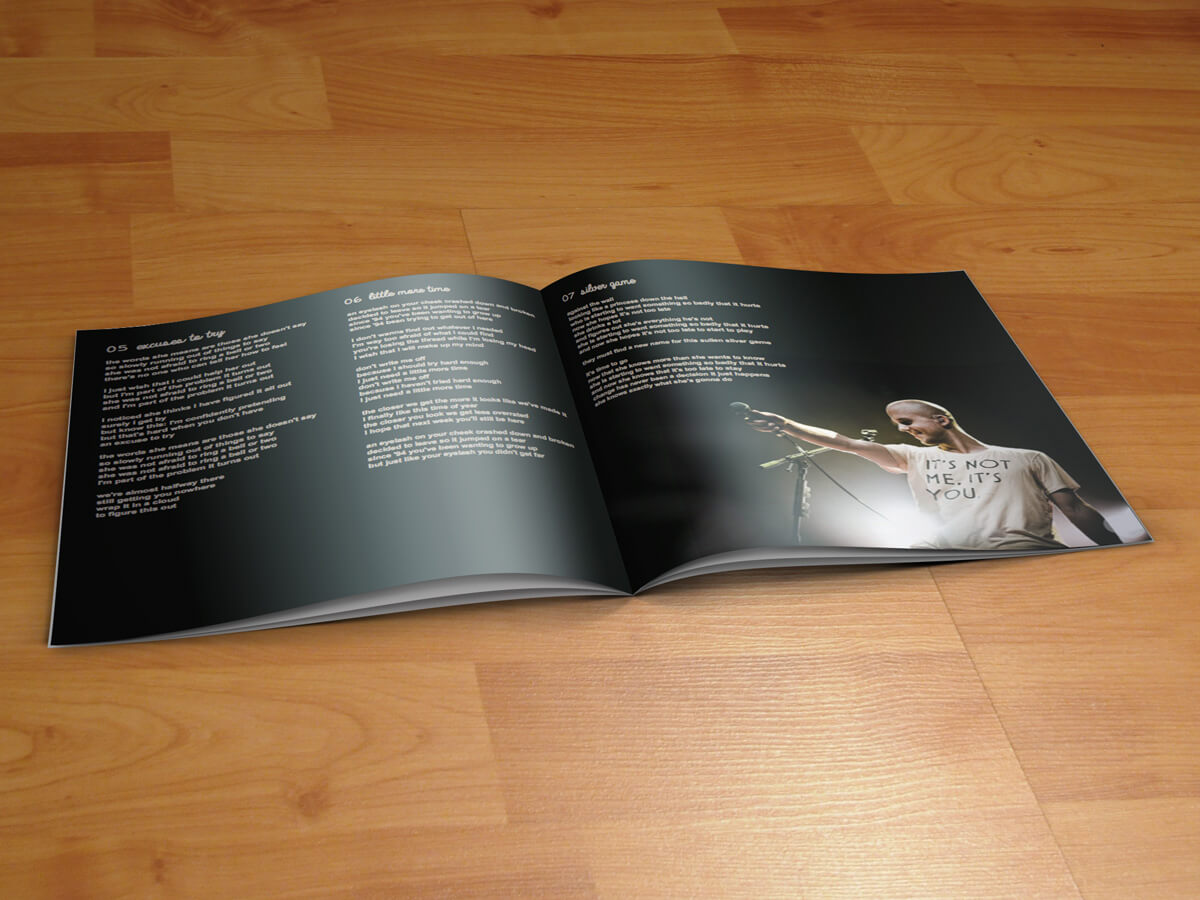 05 excuses to try
the words she means are those she doesn't say
so slowly running out of things to say
she was not afraid to ring a bell or two
there's no one who can tell her how to feel
I just wish that I could help her out
but I'm part of the problem it turns out
she was not afraid to ring a bell or two
and I'm part of the problem it turns out
I noticed she thinks I have figured it all out
surely I get by
but know this: I'm confidently pretending
but that's hard when you don't have
an excuse to try
the words she means are those she doesn't say
so slowly running out of things to say
she was not afraid to ring a bell or two
she was not afraid to ring a bell or two
I'm part of the problem it turns out
we're almost halfway there
still getting you nowhere
wrap it in a cloud
to figure this out
06 little more time
an eyelash on your cheek crashed down and broken
decided to leave so it jumped on a tear
since '94 you've been wanting to grow up
since '94 been trying to get out of here
I don't wanna find out whatever I needed
I'm way too afraid of what I could find
you're losing the thread while I'm losing my head
I wish that I will make up my mind
don't write me off
because I should try hard enough
I just need a little more time
don't write me off
because I haven't tried hard enough
I just need a little more time
the closer we get the more it looks like we've made it
I finally like this time of year
the closer you look we get less overrated
I hope that next week you'll still be here
an eyelash on your cheek crashed down and broken
decided to leave so it jumped on a tear
since '94 you've been wanting to grow up
but just like your eyelash you didn't get far
07 silver game
against the wall
acting like a princess down the hall
she's starting to want something so badly that it hurts
now she hopes it's not too late
and drinks a lot
and figures out she's everything he's not
she is starting to want something so badly that it hurts
and now she hopes it's not too late to start to play
they must find a new name for this sullen silver game
it's time to go
now that she knows more than she wants to know
she is starting to want something so badly that it hurts
and now she knows that it's too late to stay
change has never been a decision it just happens
she knows exactly what she's gonna do
IT'S NOT
ME, IT'S
YOU.